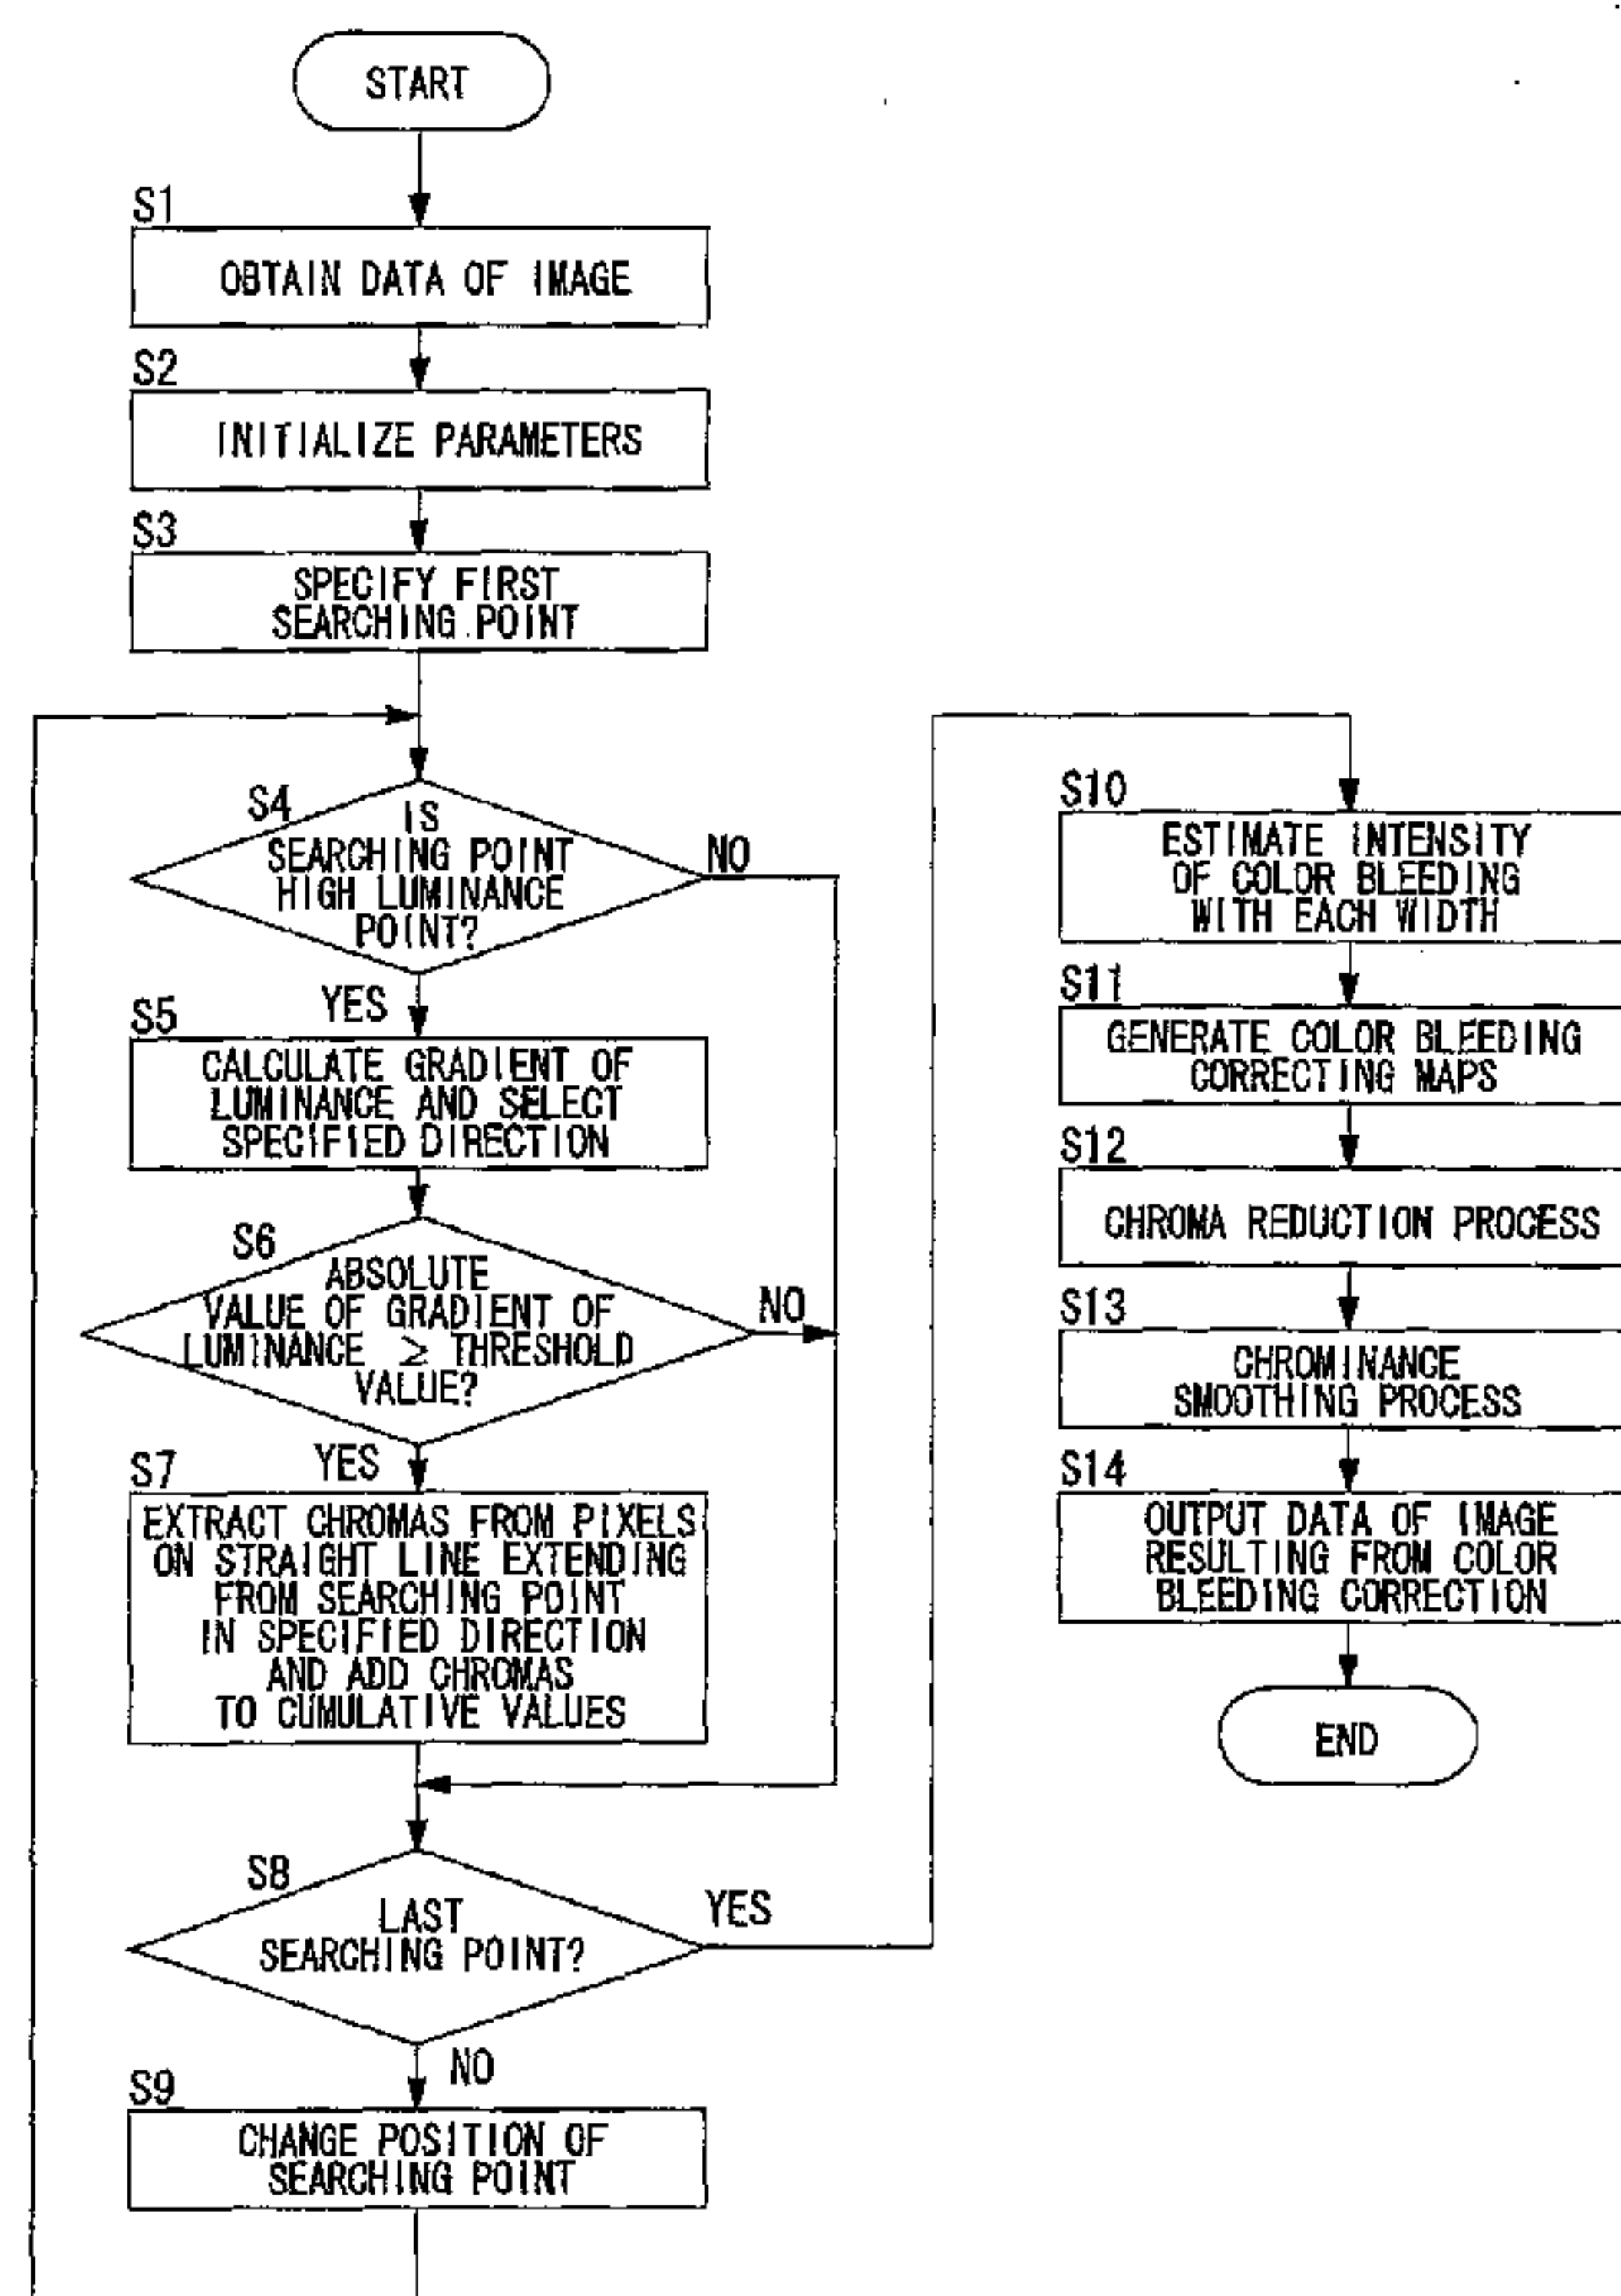 START
S1
OBTAIN DATA OF IMAGE
S2
INITIALIZE PARAMETERS
S3
SPECIFY FIRST
SEARCHING POINT
S4
IS
SEARCHING POINT
HIGH LUMINANCE
POINT?
NO
YES
S5
CALCULATE GRADIENT OF
LUMINANCE AND SELECT
SPECIFIED DIRECTION
S6
ABSOLUTE
VALUE OF GRADIENT OF
LUMINANCE ≥ THRESHOLD
VALUE?
NO
YES
S7
EXTRACT CHROMAS FROM PIXELS
ON STRAIGHT LINE EXTENDING
FROM SEARCHING POINT
IN SPECIFIED DIRECTION
AND ADD CHROMAS
TO CUMULATIVE VALUES
S8
LAST
SEARCHING POINT?
YES
NO
S9
CHANGE POSITION OF
SEARCHING POINT
S10
ESTIMATE INTENSITY
OF COLOR BLEEDING
WITH EACH WIDTH
S11
GENERATE COLOR BLEEDING
CORRECTING MAPS
S12
CHROMA REDUCTION PROCESS
S13
CHROMINANCE
SMOOTHING PROCESS
S14
OUTPUT DATA OF IMAGE
RESULTING FROM COLOR
BLEEDING CORRECTION
END